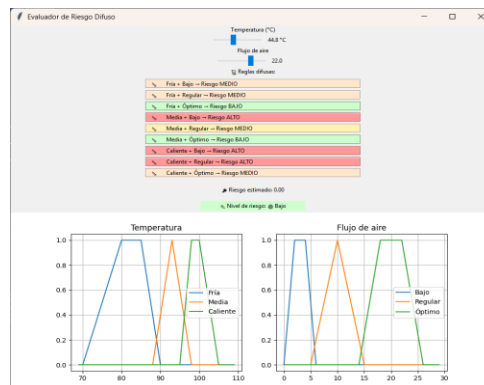 Evaluador de Riesgo Difuso
Temperatura (°C)
44.8 °C
Flujo de aire
22.0
Reglas difusas:
Fría + Bajo → Riesgo MEDIO
Fría + Regular → Riesgo MEDIO
Fría + Óptimo → Riesgo BAJO
Media + Bajo → Riesgo ALTO
Media + Regular → Riesgo MEDIO
Media + Óptimo → Riesgo BAJO
Caliente + Bajo → Riesgo ALTO
Caliente + Regular → Riesgo ALTO
Caliente + Óptimo → Riesgo MEDIO
Riesgo estimado: 0.00
Nivel de riesgo: Bajo
Temperatura
1.0
0.8
0.6
0.4
0.2
0.0
70 80 90 100 110
Fría
Media
Caliente
Flujo de aire
1.0
0.8
0.6
0.4
0.2
0.0
0 5 10 15 20 25 30
Bajo
Regular
Óptimo